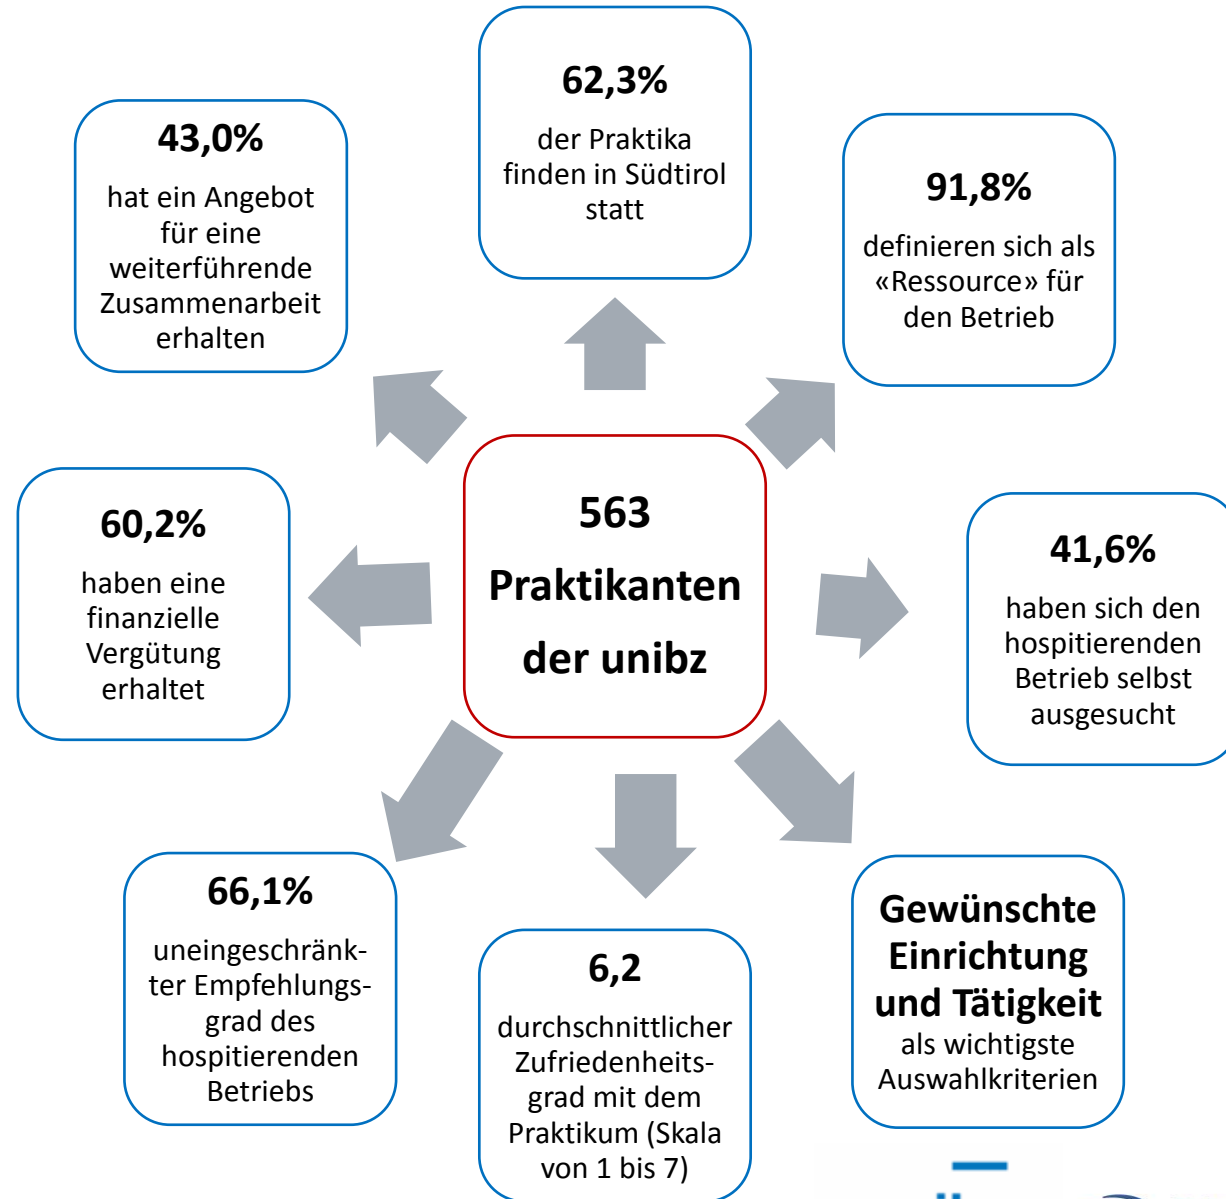 62,3%
der Praktika
finden in Südtirol
statt
91,8%
definieren sich als
«Ressource» für
den Betrieb
41,6%
haben sich den
hospitierenden
Betrieb selbst
ausgesucht
Gewünschte
Einrichtung
und Tätigkeit
als wichtigste
Auswahlkriterien
6,2
durchschnittlicher
Zufriedenheits-
grad mit dem
Praktikum (Skala
von 1 bis 7)
66,1%
uneingeschränk-
ter Empfehlungs-
grad des
hospitierenden
Betriebs
60,2%
haben eine
finanzielle
Vergütung
erhaltet
43,0%
hat ein Angebot
für eine
weiterführende
Zusammenarbeit
erhalten
563
Praktikanten
der unibz